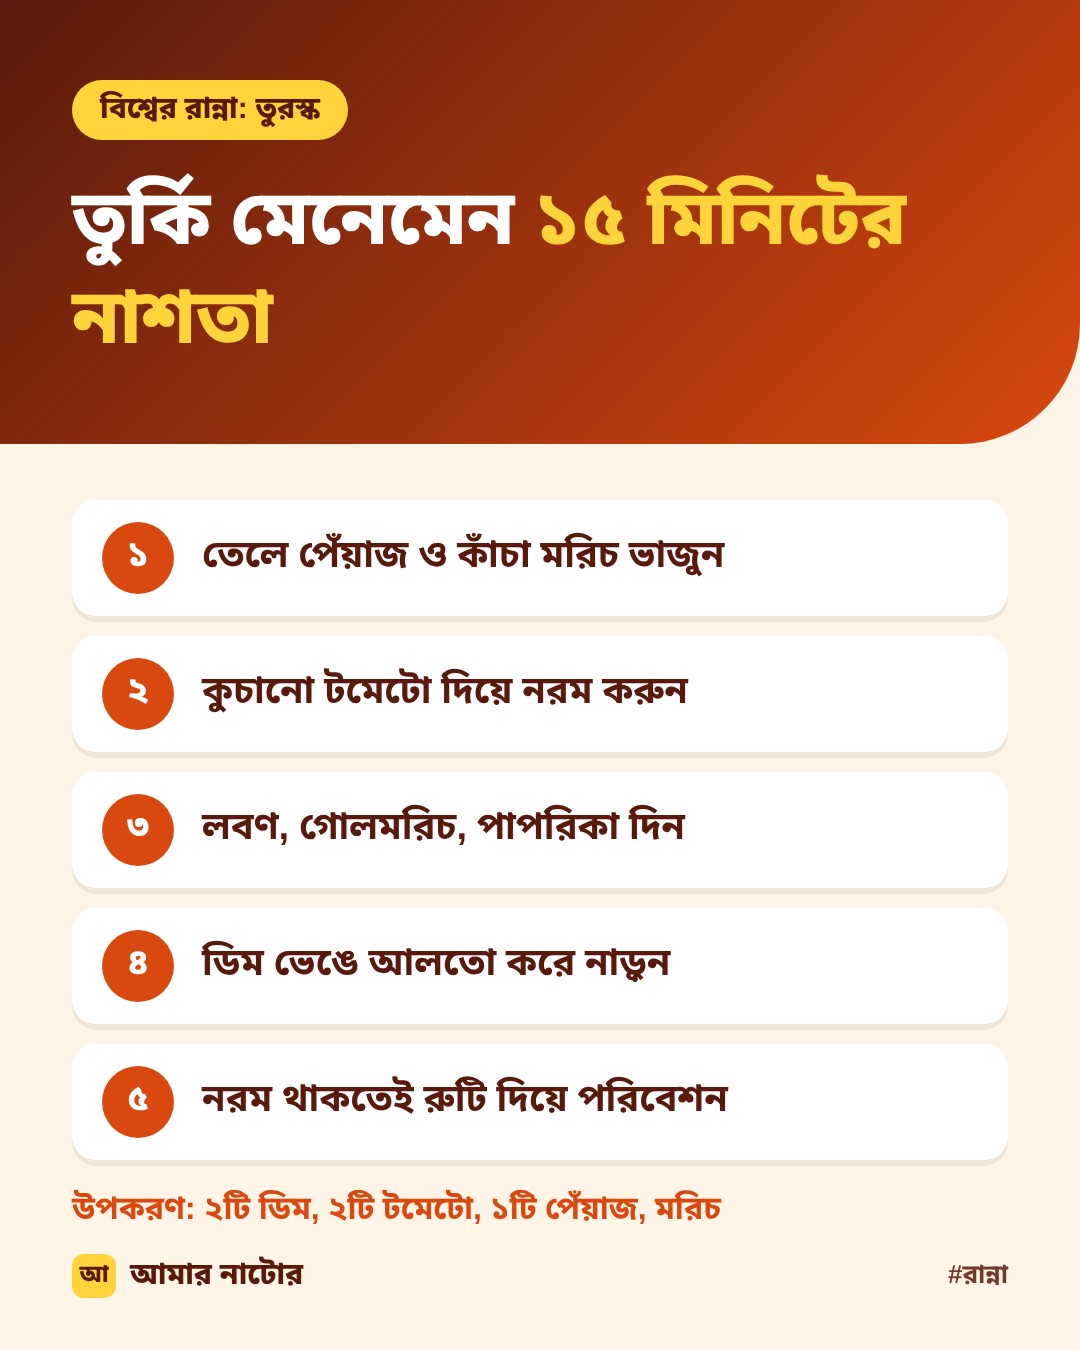 বিশ্বের রান্না: তুরস্ক
তুর্কি মেনেমেন ১৫ মিনিটের
নাশতা
১ তেলে পেঁয়াজ ও কাঁচা মরিচ ভাজুন
২ কুচানো টমেটো দিয়ে নরম করুন
৩ লবণ, গোলমরিচ, পাপরিকা দিন
৪ ডিম ভেঙে আলতো করে নাড়ুন
৫ নরম থাকতেই রুটি দিয়ে পরিবেশন
উপকরণ: ২টি ডিম, ২টি টমেটো, ১টি পেঁয়াজ, মরিচ
আ আমার নাটোর
#রান্না